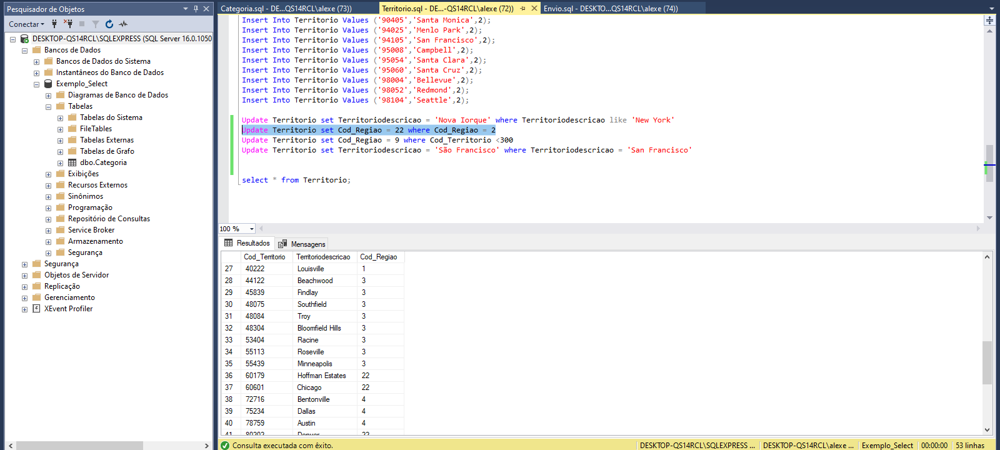 Pesquisador de Objetos
Conectar
DESKTOP-QS14RCL\SQLEXPRESS (SQL Server 16.0.1050
Bancos de Dados
Bancos de Dados do Sistema
Instantâneos do Banco de Dados
Exemplo_Select
Diagramas de Banco de Dados
Tabelas
Tabelas do Sistema
FileTables
Tabelas Externas
Tabelas de Grafo
dbo.Categoria
Exibições
Recursos Externos
Sinônimos
Programação
Repositório de Consultas
Service Broker
Armazenamento
Segurança
Segurança
Objetos de Servidor
Replicação
Gerenciamento
XEvent Profiler
Categoria.sql - DE...QS14RCL\alexe (73))
Territorio.sql - DE...-QS14RCL\alexe (72))
Envio.sql - DESKTO...QS14RCL\alexe (74))
Insert Into Territorio Values ('90405','Santa Monica',2);
Insert Into Territorio Values ('94025','Menlo Park',2);
Insert Into Territorio Values ('94105','San Francisco',2);
Insert Into Territorio Values ('95008','Campbell',2);
Insert Into Territorio Values ('95054','Santa Clara',2);
Insert Into Territorio Values ('95060','Santa Cruz',2);
Insert Into Territorio Values ('98004','Bellevue',2);
Insert Into Territorio Values ('98052','Redmond',2);
Insert Into Territorio Values ('98104','Seattle',2);
Update Territorio set Territoriodescricao = 'Nova Iorque' where Territoriodescricao like 'New York'
Update Territorio set Cod_Regiao = 22 where Cod_Regiao = 2
Update Territorio set Cod_Regiao = 9 where Cod_Territorio <300
Update Territorio set Territoriodescricao = 'São Francisco' where Territoriodescricao = 'San Francisco'
select * from Territorio;
100 %
Resultados Mensagens
Cod_Territorio Territoriodescricao Cod_Regiao
27 40222 Louisville 1
28 44122 Beachwood 3
29 45839 Findlay 3
30 48075 Southfield 3
31 48084 Troy 3
32 48304 Bloomfield Hills 3
33 53404 Racine 3
34 55113 Roseville 3
35 55439 Minneapolis 3
36 60179 Hoffman Estates 22
37 60601 Chicago 22
38 72716 Bentonville 4
39 75234 Dallas 4
40 78759 Austin 4
41 80202 Denver 22
Consulta executada com êxito.
DESKTOP-QS14RCL\SQLEXPRESS ... DESKTOP-QS14RCL\alexe ... Exemplo_Select 00:00:00 53 linhas